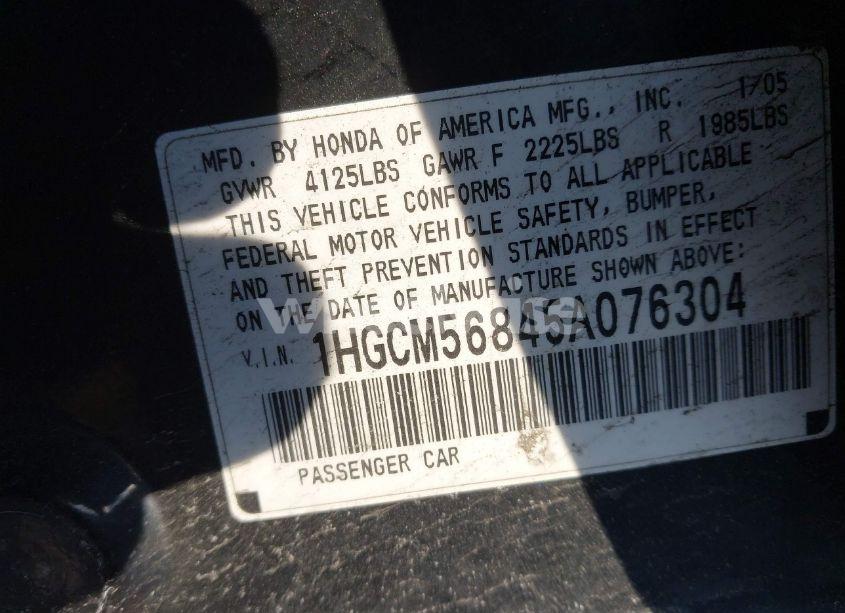 MFD. BY HONDA OF AMERICA MFG., INC. 1/05
GVWR 4125LBS GAWR F 2225LBS R 1985LBS
THIS VEHICLE CONFORMS TO ALL APPLICABLE
FEDERAL MOTOR VEHICLE SAFETY, BUMPER,
AND THEFT PREVENTION STANDARDS IN EFFECT
ON THE DATE OF MANUFACTURE SHOWN ABOVE:
V.I.N. 1HGCM56845A076304
PASSENGER CAR